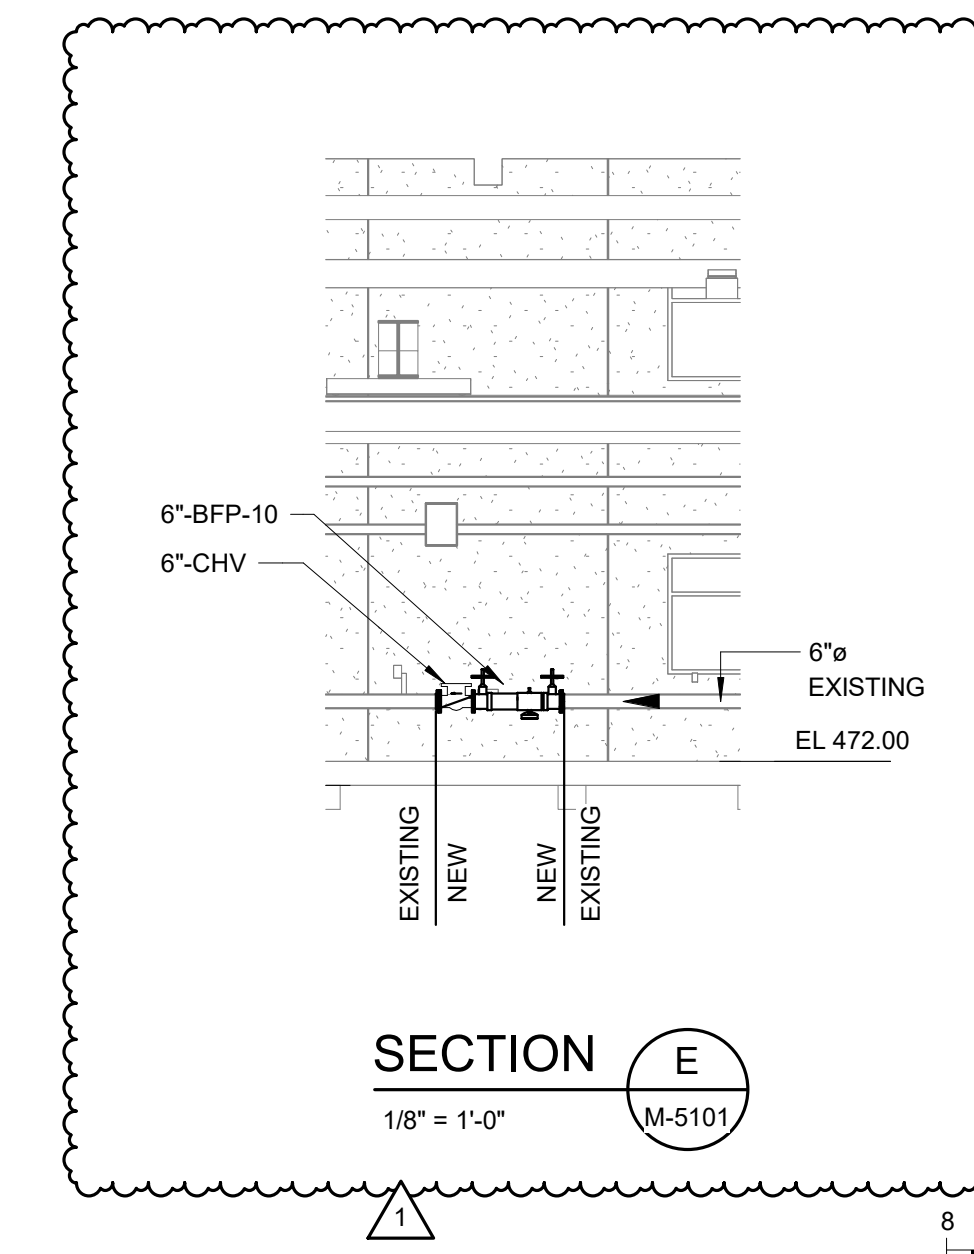 6"-BFP-10
6"-CHV
6"ø
EXISTING
EL 472.00
EXISTING
NEW
NEW
EXISTING
SECTION
E
M-5101
1/8" = 1'-0"
1
8